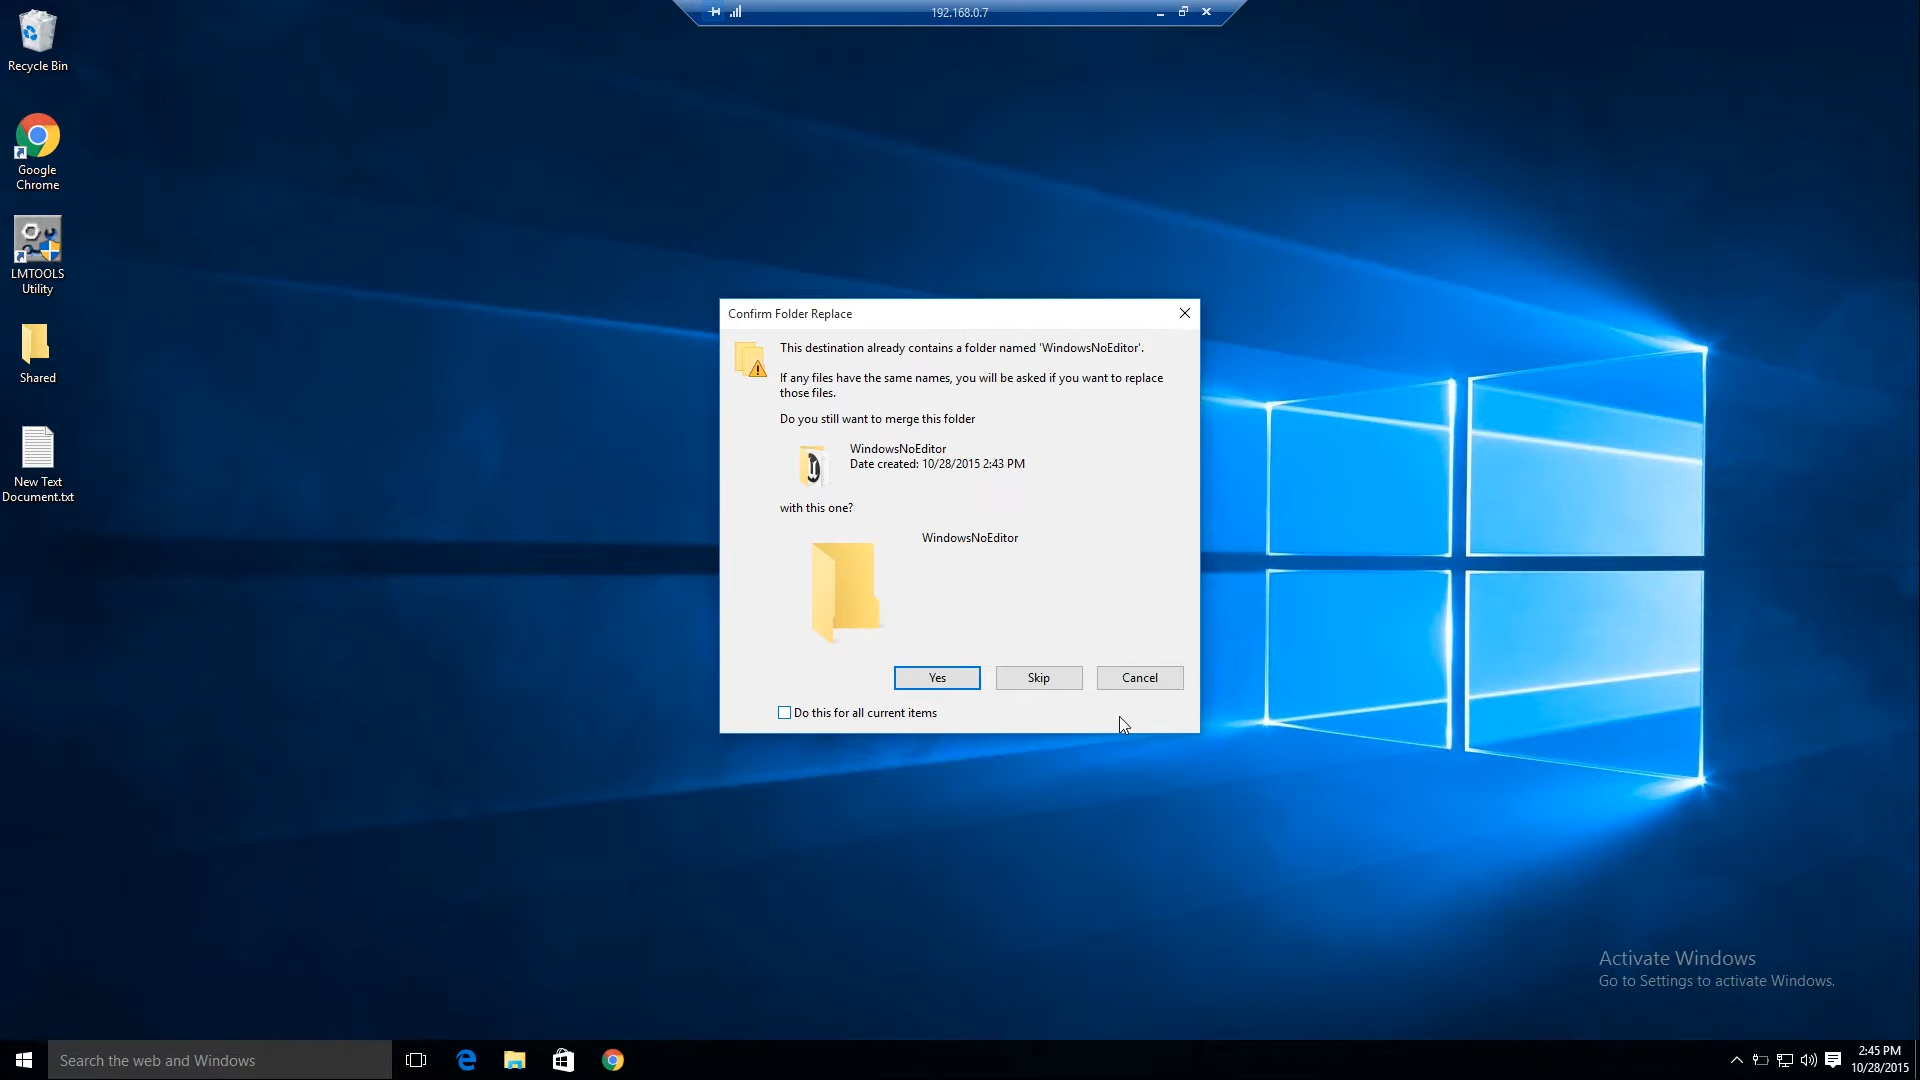 192.168.0.7
Recycle Bin
Google
Chrome
LMTOOLS
Utility
Shared
New Text
Document.txt
Confirm Folder Replace
This destination already contains a folder named 'WindowsNoEditor'.
If any files have the same names, you will be asked if you want to replace
those files.
Do you still want to merge this folder
WindowsNoEditor
Date created: 10/28/2015 2:43 PM
with this one?
WindowsNoEditor
Yes
Skip
Cancel
Do this for all current items
Activate Windows
Go to Settings to activate Windows.
Search the web and Windows
2:45 PM
10/28/2015